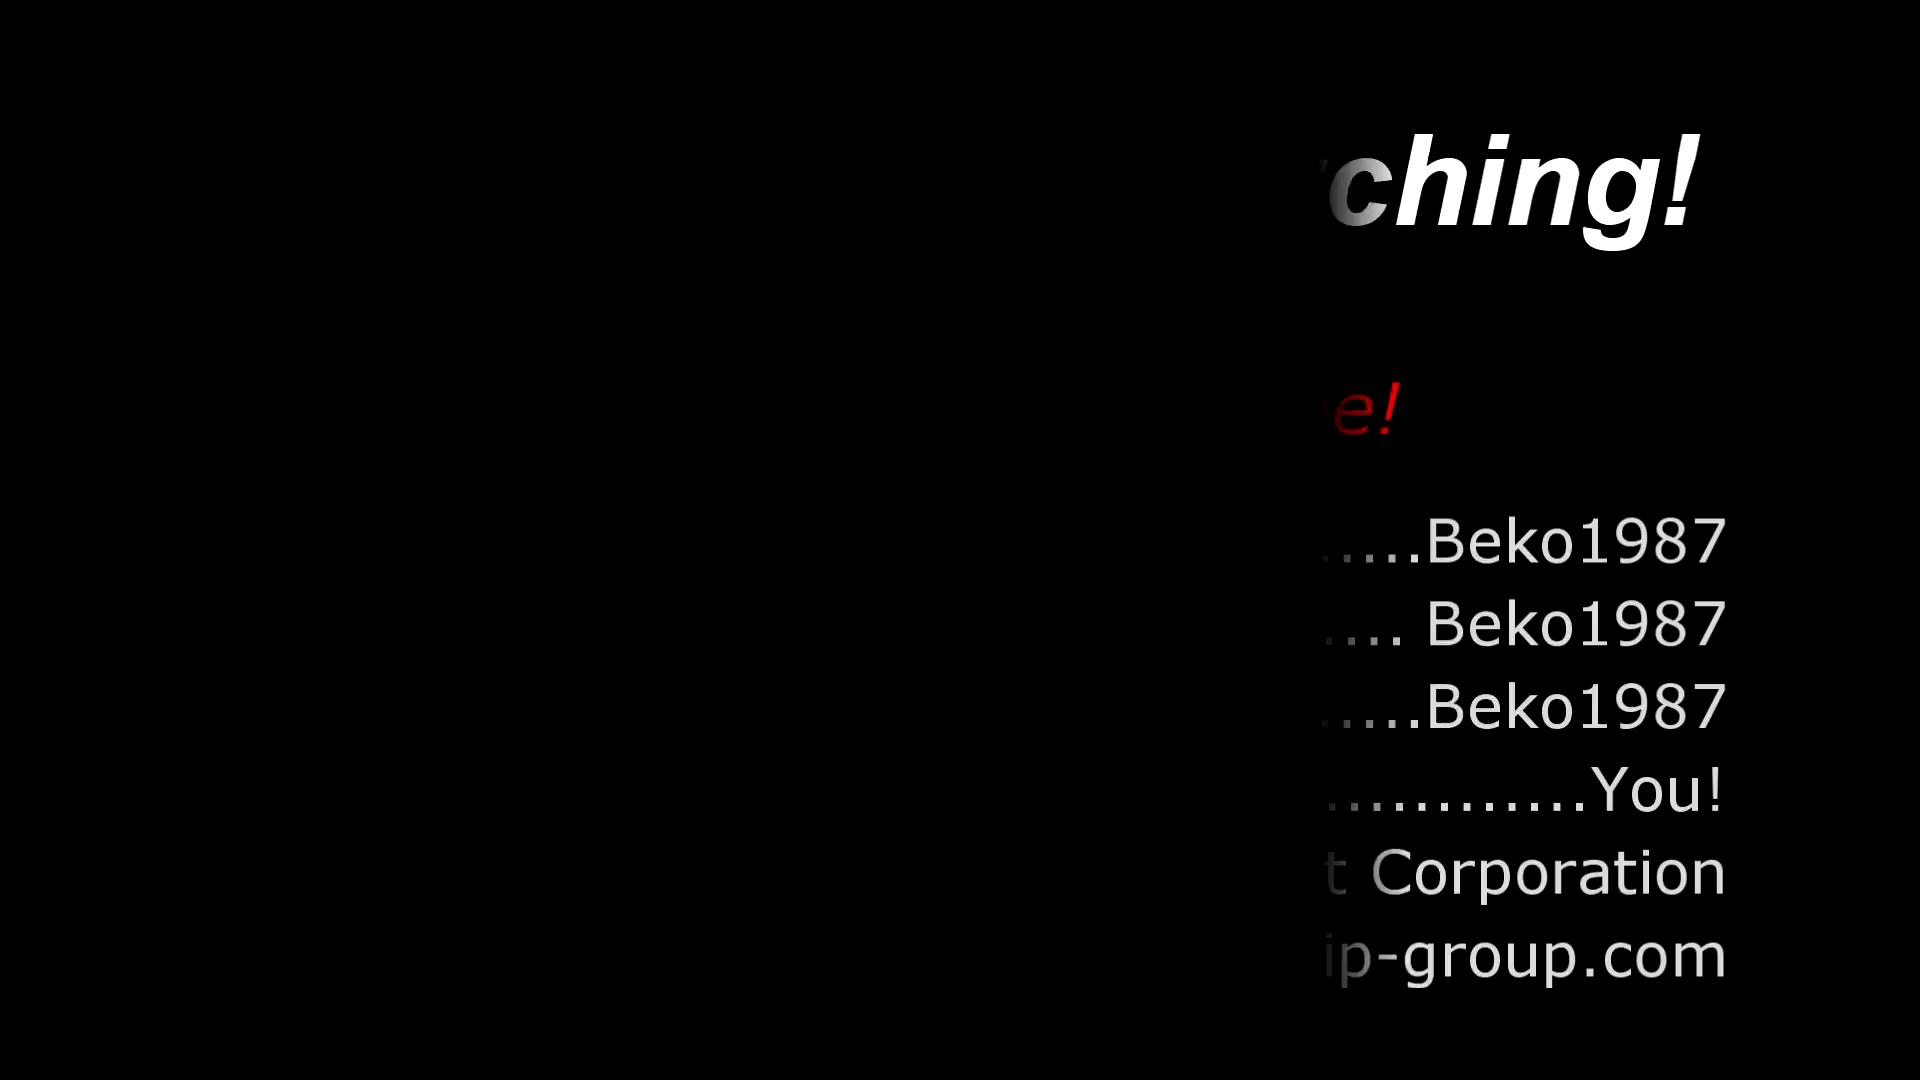 ching!
e!
.....Beko1987
.... Beko1987
.....Beko1987
............You!
t Corporation
ip-group.com